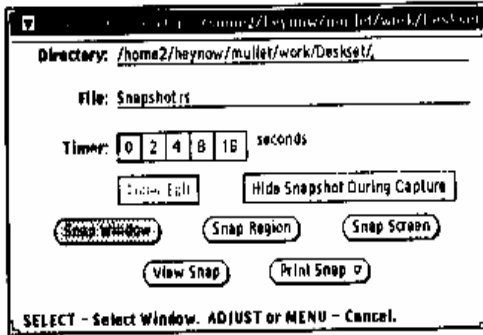 /home2/heynow/mullet/work/Deskset
Directory: /home2/heynow/mullet/work/Deskset/
File: Snapshot.rs
Timer: 0 2 4 8 16 seconds
Hide Snapshot During Capture
Snap Window Snap Region Snap Screen
View Snap Print Snap
SELECT - Select Window. ADJUST or MENU - Cancel.